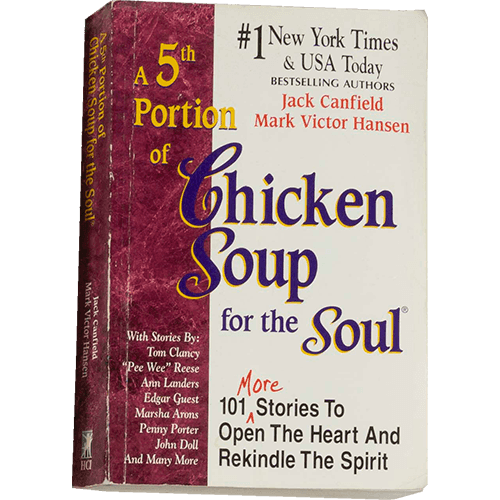 A 5th Portion of
Chicken Soup for the Soul®
Jack Canfield
Mark Victor Hansen
HCI
#1 New York Times
& USA Today
BESTSELLING AUTHORS
Jack Canfield
Mark Victor Hansen
A 5th
Portion
of
Chicken
Soup
for the Soul®
With Stories By:
Tom Clancy
"Pee Wee" Reese
Ann Landers
Edgar Guest
Marsha Arons
Penny Porter
John Doll
And Many More
More
101 Stories To
Open The Heart And
Rekindle The Spirit